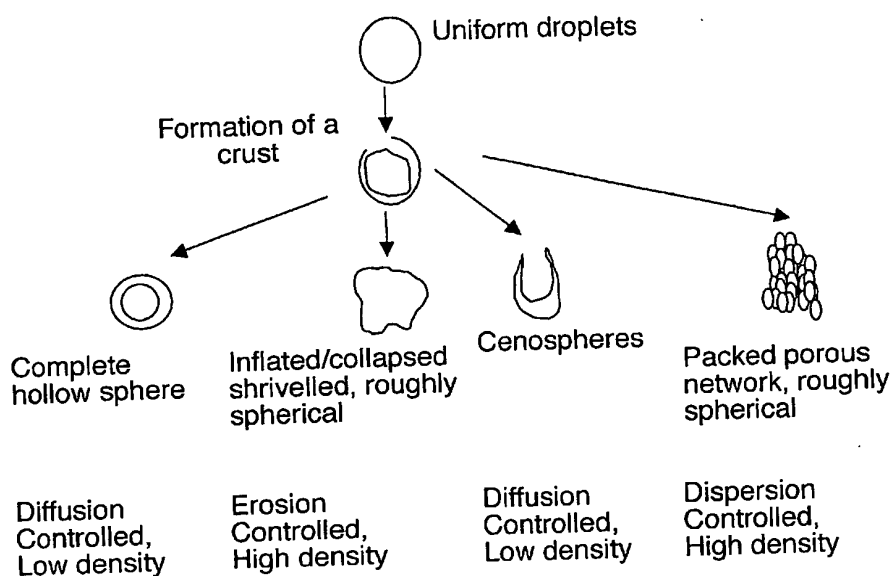 Uniform droplets
Formation of a
crust
Complete
hollow sphere
Inflated/collapsed
shrivelled, roughly
spherical
Cenospheres
Packed porous
network, roughly
spherical
Diffusion
Controlled,
Low density
Erosion
Controlled,
High density
Diffusion
Controlled,
Low density
Dispersion
Controlled,
High density